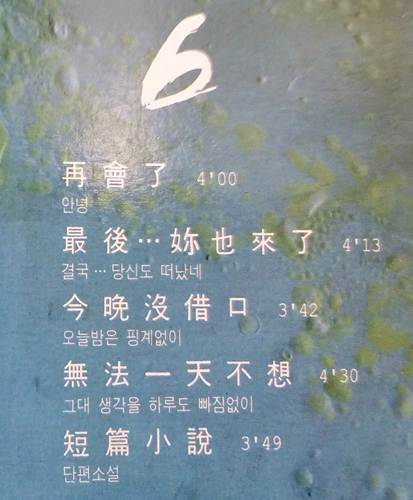 6
再會了 4'00
안녕
最後…妳也來了 4'13
결국…당신도 떠났네
今晚沒借口 3'42
오늘밤은 핑계없이
無法一天不想 4'30
그대 생각을 하루도 빠짐없이
短篇小說 3'49
단편소설